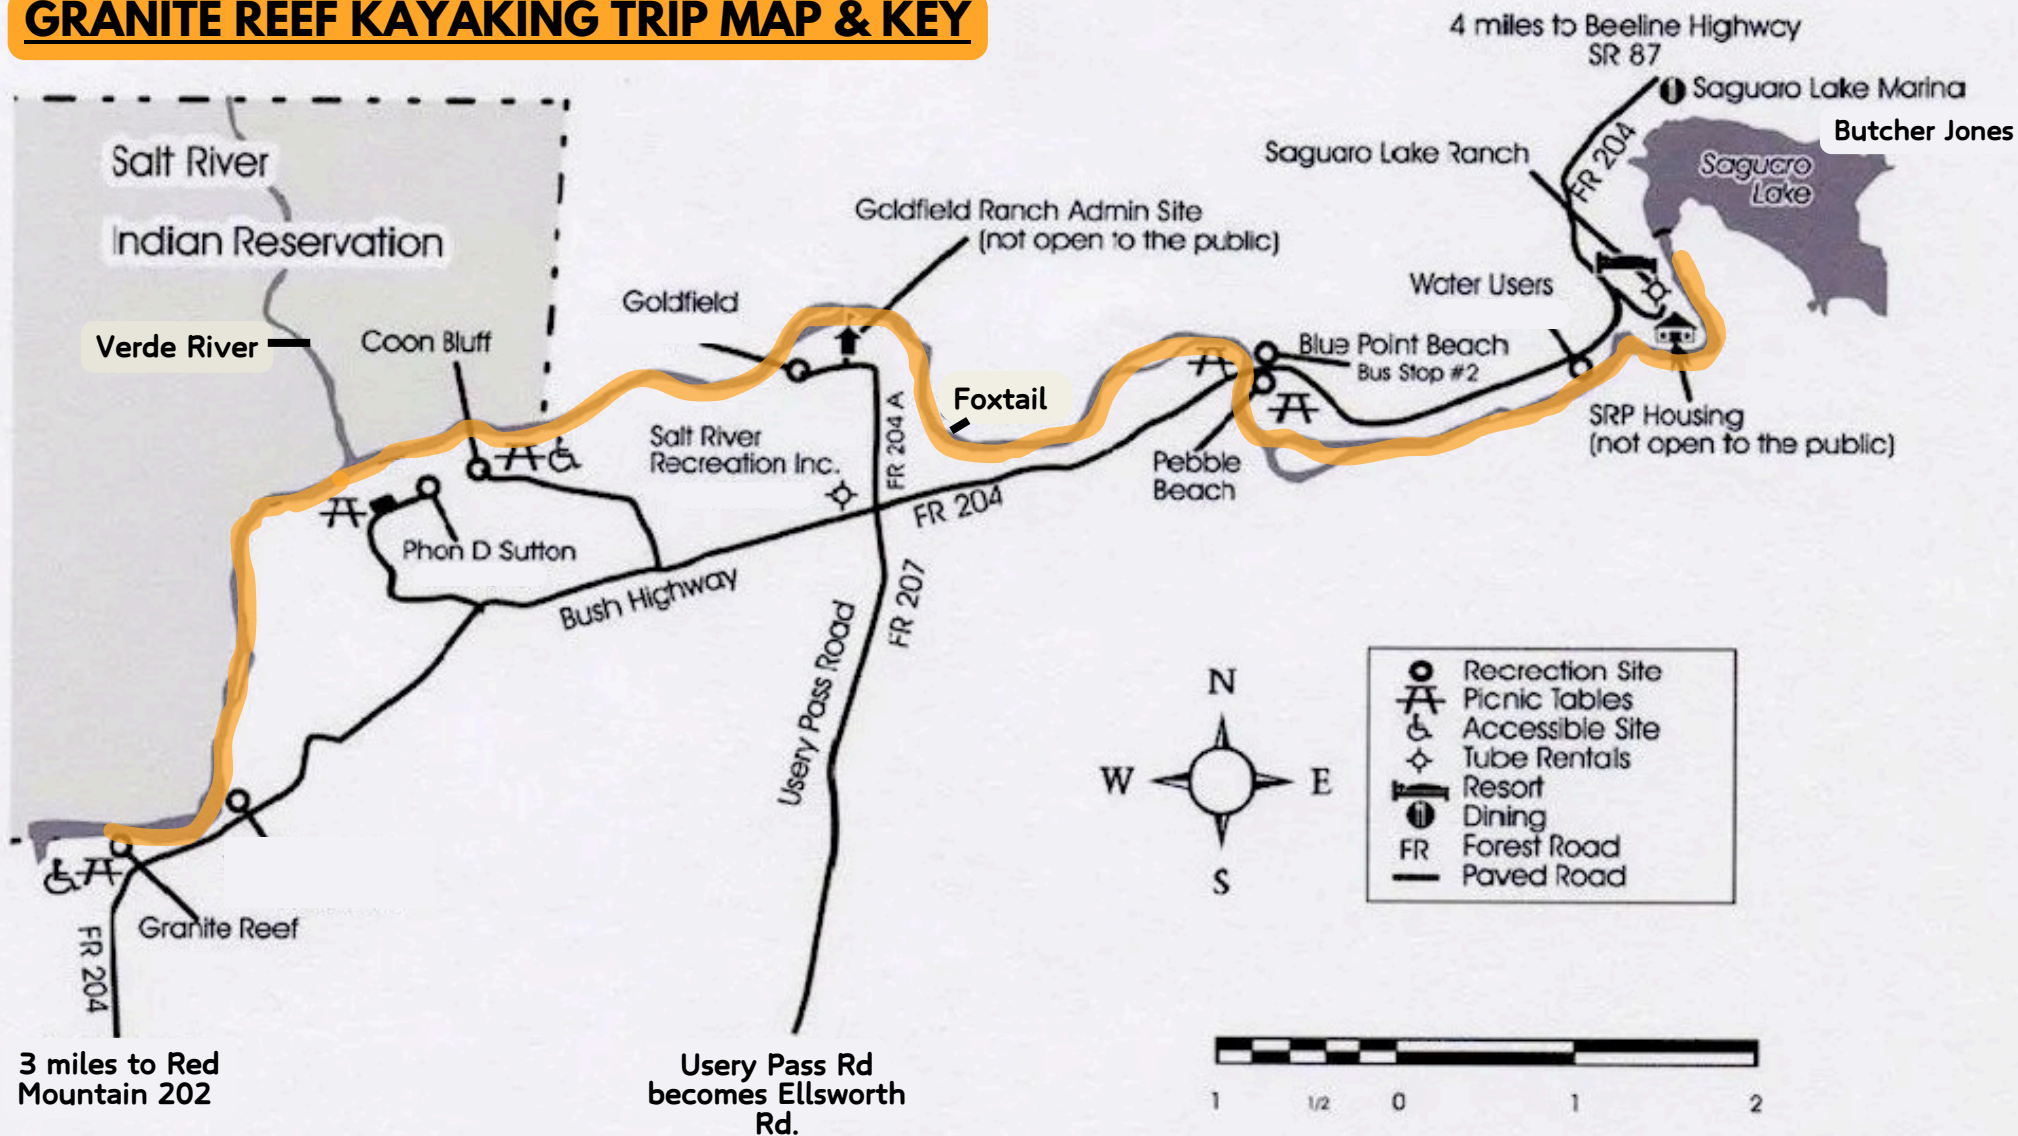 GRANITE REEF KAYAKING TRIP MAP & KEY
4 miles to Beeline Highway
SR 87
Saguaro Lake Marina
Butcher Jones
FR 204
Saguaro Lake Ranch
Saguaro
Lake
Salt River
Indian Reservation
Goldfield Ranch Admin Site
(not open to the public)
Water Users
Goldfield
Verde River
Coon Bluff
Blue Point Beach
Bus Stop #2
Foxtail
SRP Housing
(not open to the public)
Salt River
Recreation Inc.
FR 204 A
Pebble
Beach
FR 204
Phon D Sutton
Bush Highway
FR 207
Usery Pass Road
N
W
E
S
Recrection Site
Picnic Tables
Accessible Site
Tube Rentals
Resort
Dining
FR Forest Road
Paved Road
Granite Reef
FR 204
3 miles to Red
Mountain 202
Usery Pass Rd
becomes Ellsworth
Rd.
1 1/2 0 1 2